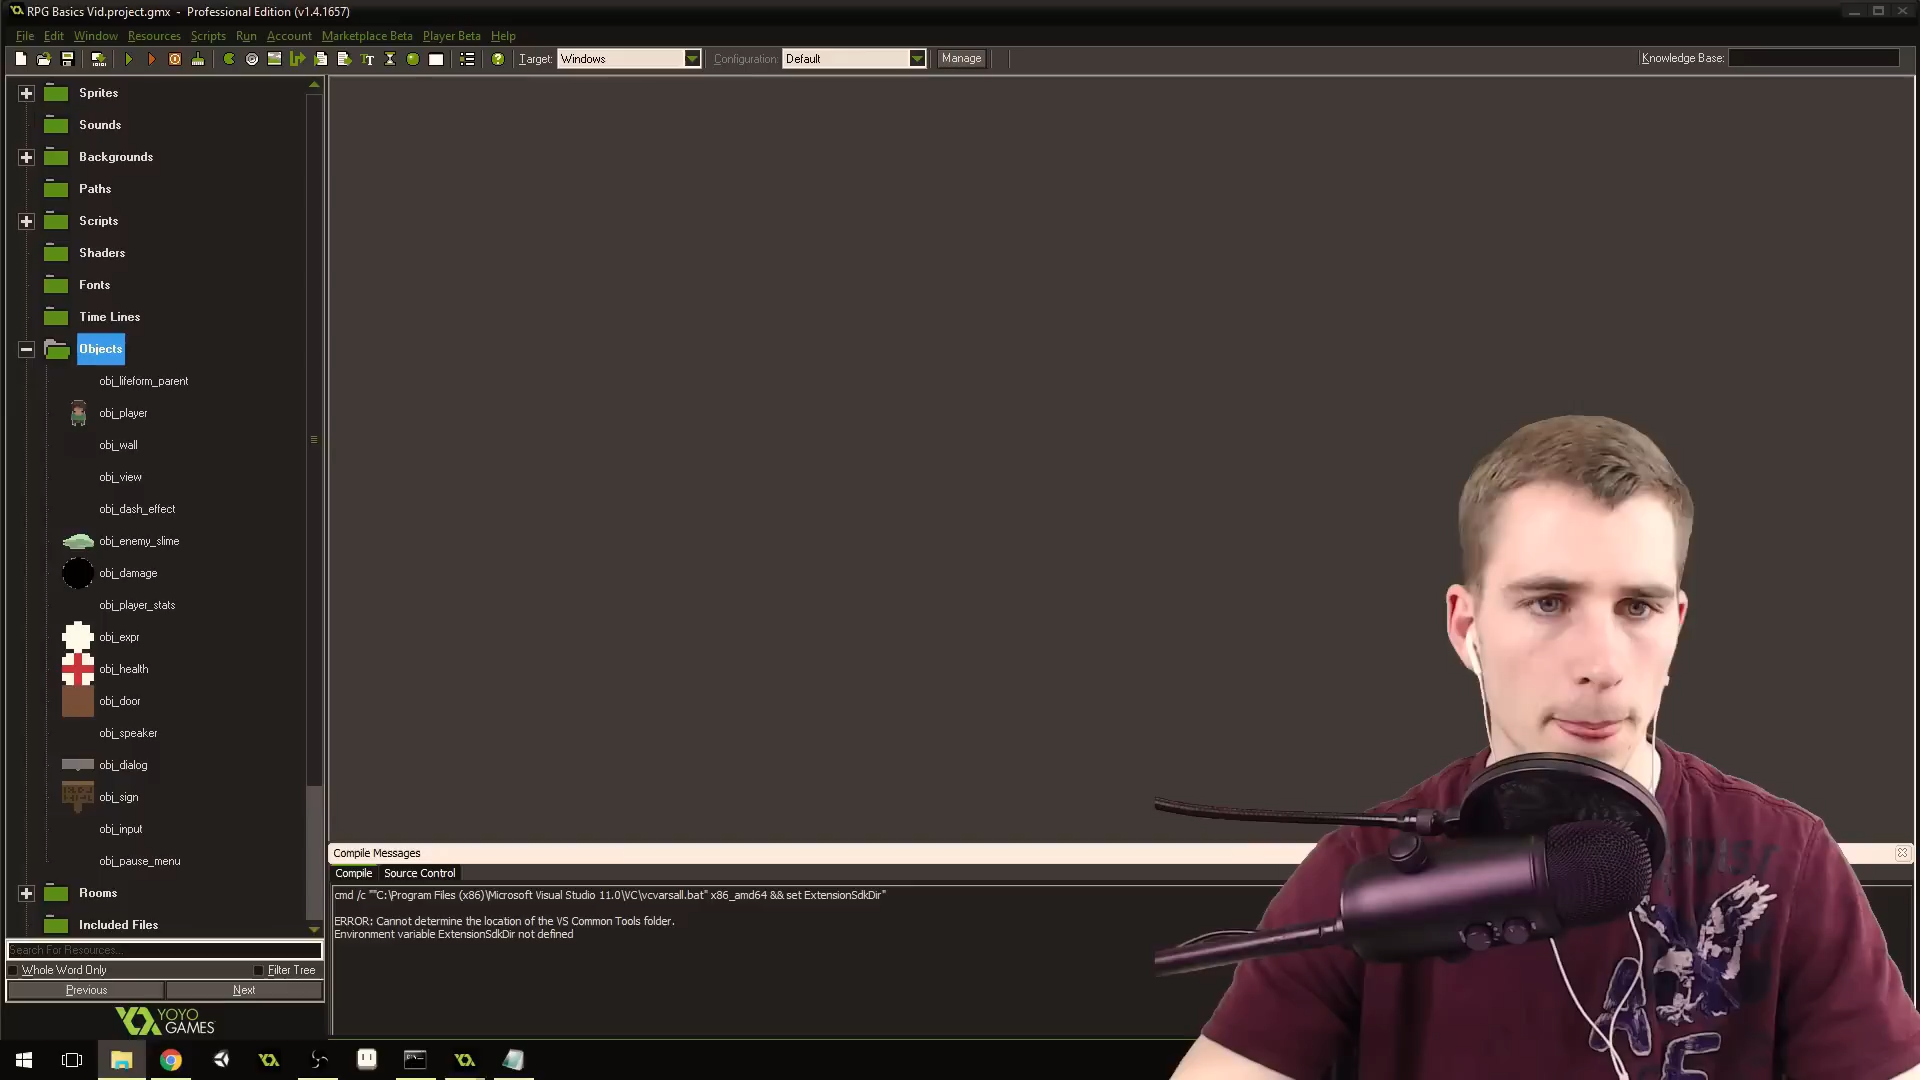 RPG Basics Vid.project.gmx - Professional Edition (v1.4.1657)
File Edit Window Resources Scripts Run Account Marketplace Beta Player Beta Help
Target: Windows Configuration: Default Manage Knowledge Base:
Sprites
Sounds
Backgrounds
Paths
Scripts
Shaders
Fonts
Time Lines
Objects
obj_lifeform_parent
obj_player
obj_wall
obj_view
obj_dash_effect
obj_enemy_slime
obj_damage
obj_player_stats
obj_expr
obj_health
obj_door
obj_speaker
obj_dialog
obj_sign
obj_input
obj_pause_menu
Rooms
Included Files
Search For Resources...
Whole Word Only Filter Tree
Previous Next
YOYO
GAMES
Compile Messages
Compile Source Control
cmd /c ""C:\Program Files (x86)\Microsoft Visual Studio 11.0\VC\vcvarsall.bat" x86_amd64 && set ExtensionSdkDir"
ERROR: Cannot determine the location of the VS Common Tools folder.
Environment variable ExtensionSdkDir not defined